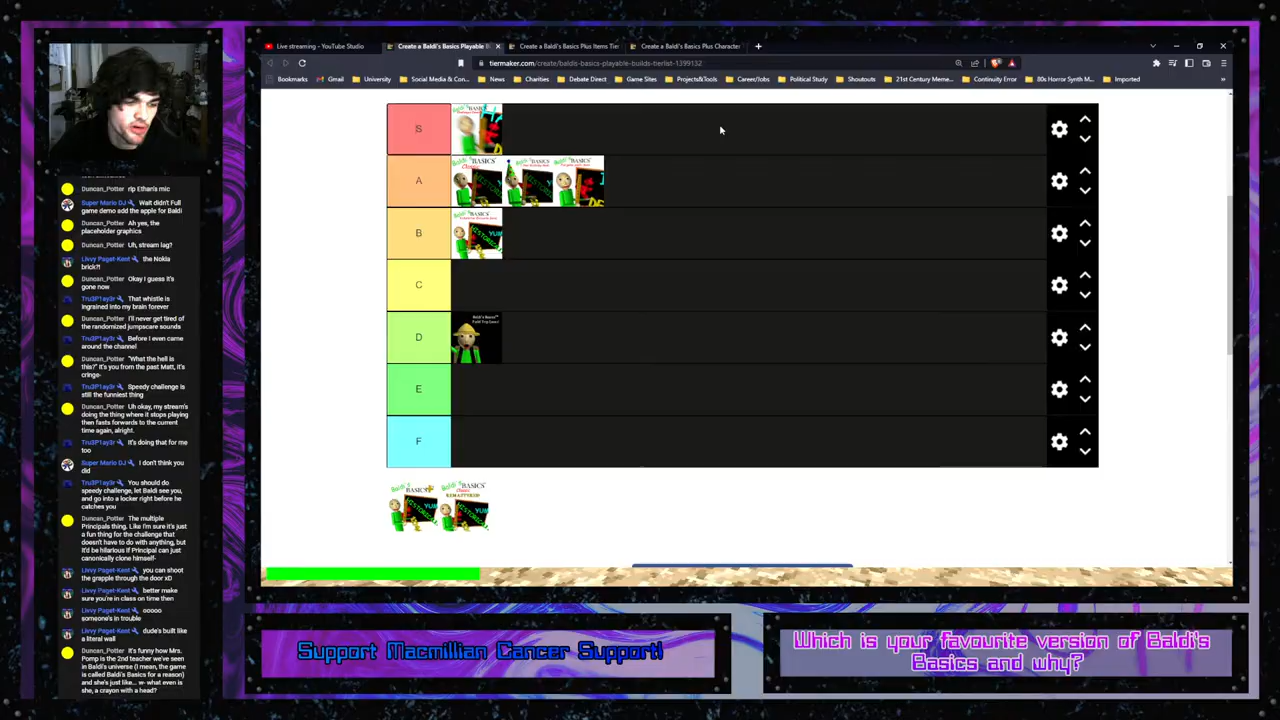 Live streaming - YouTube Studio
Create a Baldi's Basics Playable B
Create a Baldi's Basics Plus Items Tier
Create a Baldi's Basics Plus Character
tiermaker.com/create/baldis-basics-playable-builds-tierlist-1399132
Bookmarks
Gmail
University
Social Media & Con...
News
Charities
Debate Direct
Game Sites
Projects&Tools
Career/Jobs
Political Study
Shoutouts
21st Century Meme...
Continuity Error
80s Horror Synth M...
Imported
Duncan_Potter rip Ethan's mic
Super Mario DJ Wait didn't Full
game demo add the apple for Baldi
Duncan_Potter Ah yes, the
placeholder graphics
Duncan_Potter Uh, stream lag?
Livvy Paget-Kent the Nokia
brick?!
Duncan_Potter Okay I guess it's
gone now
Tru3P1ay3r That whistle is
ingrained into my brain forever
Duncan_Potter I'll never get tired of
the randomized jumpscare sounds
Tru3P1ay3r Before I even came
around the channel
Duncan_Potter "What the hell is
this?" It's you from the past Matt, it's
cringe-
Tru3P1ay3r Speedy challenge is
still the funniest thing
Duncan_Potter Uh okay, my stream's
doing the thing where it stops playing
then fasts forwards to the current
time again, alright.
Tru3P1ay3r It's doing that for me
too
Super Mario DJ I don't think you
did
Tru3P1ay3r You should do
speedy challenge, let Baldi see you,
and go into a locker right before he
catches you
Duncan_Potter The multiple
Principals thing. Like I'm sure it's just
a fun thing for the challenge that
doesn't have to do with anything, but
it'd be hilarious if Principal can just
canonically clone himself-
Livvy Paget-Kent you can shoot
the grapple through the door xD
Livvy Paget-Kent better make
sure you're in class on time then
Livvy Paget-Kent ooooo
someone's in trouble
Livvy Paget-Kent dude's built like
a literal wall
Duncan_Potter It's funny how Mrs.
Pomp is the 2nd teacher we've seen
in Baldi's universe (I mean, the game
is called Baldi's Basics for a reason)
and she's just like... w- what even is
she, a crayon with a head?
S
A
B
C
D
E
F
Support Macmillian Cancer Support!
Which is your favourite version of Baldi's
Basics and why?